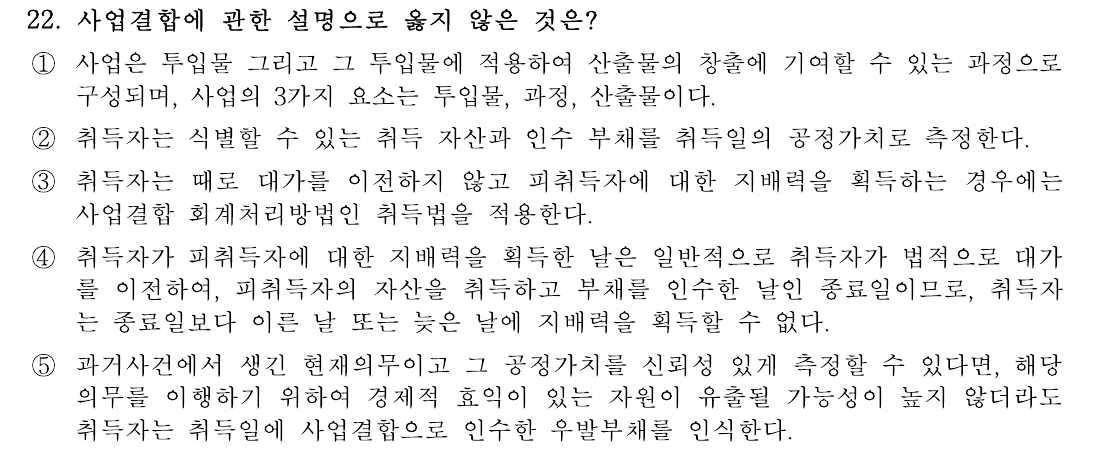 22. 사업결합에 관한 설명으로 옳지 않은 것은?
① 사업은 투입물 그리고 그 투입물에 적용하여 산출물의 창출에 기여할 수 있는 과정으로
구성되며, 사업의 3가지 요소는 투입물, 과정, 산출물이다.
② 취득자는 식별할 수 있는 취득 자산과 인수 부채를 취득일의 공정가치로 측정한다.
③ 취득자는 때로 대가를 이전하지 않고 피취득자에 대한 지배력을 획득하는 경우에는
사업결합 회계처리방법인 취득법을 적용한다.
④ 취득자가 피취득자에 대한 지배력을 획득한 날은 일반적으로 취득자가 법적으로 대가
를 이전하여, 피취득자의 자산을 취득하고 부채를 인수한 날인 종료일이므로, 취득자
는 종료일보다 이른 날 또는 늦은 날에 지배력을 획득할 수 없다.
⑤ 과거사건에서 생긴 현재의무이고 그 공정가치를 신뢰성 있게 측정할 수 있다면, 해당
의무를 이행하기 위하여 경제적 효익이 있는 자원이 유출될 가능성이 높지 않더라도
취득자는 취득일에 사업결합으로 인수한 우발부채를 인식한다.